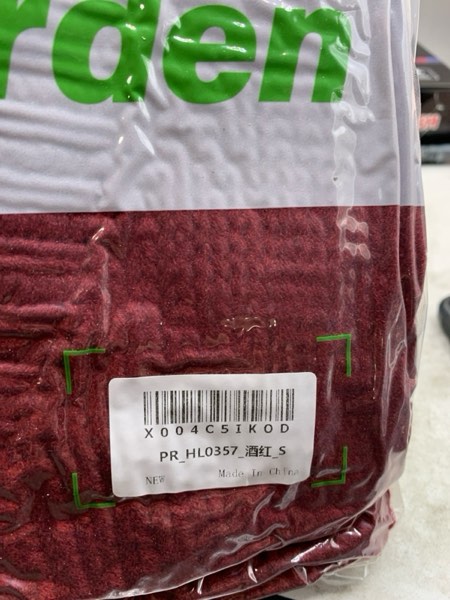 rden
X004C5IKOD
PR_HL0357_酒红_S
NEW Made In China